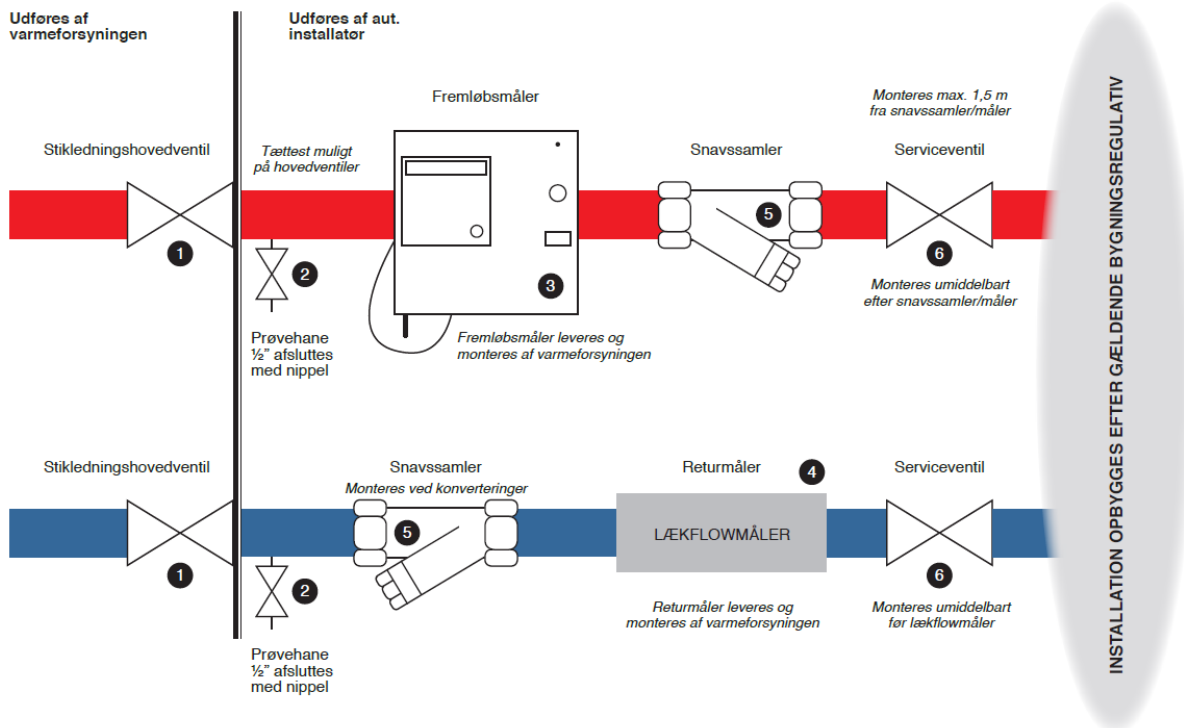 Udføres af
varmeforsyningen
Udføres af aut.
installatør
Fremløbsmåler
Monteres max. 1,5 m
fra snavssamler/måler
Stikledningshovedventil
Tættest muligt
på hovedventiler
Snavssamler
Serviceventil
5
1
2
3
6
Monteres umiddelbart
efter snavssamler/måler
Prøvehane
½” afsluttes
med nippel
Fremløbsmåler leveres og
monteres af varmeforsyningen
Stikledningshovedventil
Snavssamler
Monteres ved konverteringer
Returmåler
4
Serviceventil
5
LÆKFLOWMÅLER
1
2
6
Returmåler leveres og
monteres af varmeforsyningen
Monteres umiddelbart
før lækflowmåler
Prøvehane
½” afsluttes
med nippel
INSTALLATION OPBYGGES EFTER GÆLDENDE BYGNINGSREGULATIV